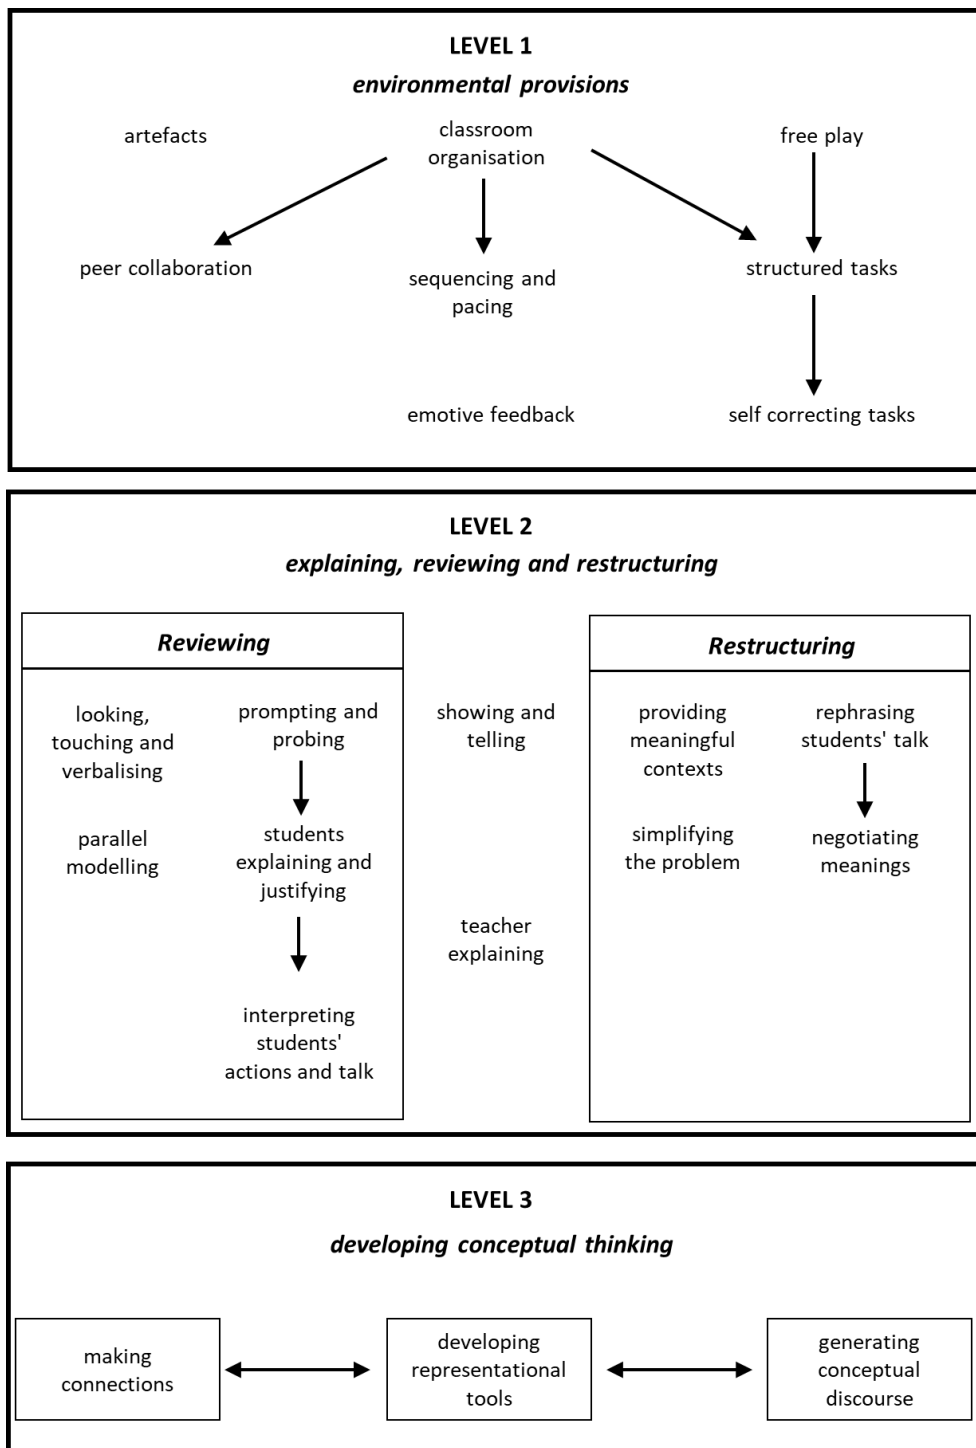 LEVEL 1
environmental provisions
artefacts
classroom
organisation
free play
peer collaboration
sequencing and
pacing
structured tasks
emotive feedback
self correcting tasks
LEVEL 2
explaining, reviewing and restructuring
Reviewing
looking,
touching and
verbalising
prompting and
probing
parallel
modelling
students
explaining and
justifying
interpreting
students'
actions and talk
showing and
telling
teacher
explaining
Restructuring
providing
meaningful
contexts
rephrasing
students' talk
simplifying
the problem
negotiating
meanings
LEVEL 3
developing conceptual thinking
making
connections
developing
representational
tools
generating
conceptual
discourse